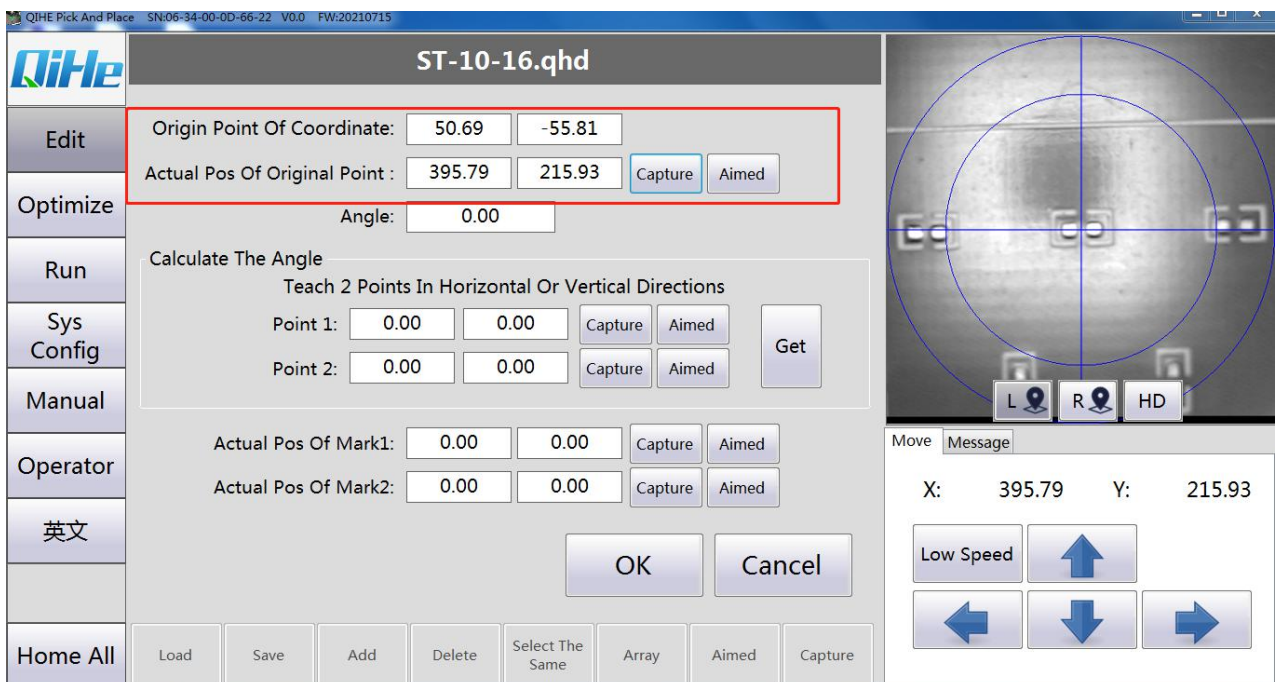 QIHE Pick And Place SN:06-34-00-0D-66-22 V0.0 FW:20210715
QiHe
ST-10-16.qhd
Edit
Optimize
Run
Sys
Config
Manual
Operator
英文
Home All
Origin Point Of Coordinate: 50.69 -55.81
Actual Pos Of Original Point : 395.79 215.93 Capture Aimed
Angle: 0.00
Calculate The Angle
Teach 2 Points In Horizontal Or Vertical Directions
Point 1: 0.00 0.00 Capture Aimed
Get
Point 2: 0.00 0.00 Capture Aimed
Actual Pos Of Mark1: 0.00 0.00 Capture Aimed
Actual Pos Of Mark2: 0.00 0.00 Capture Aimed
OK Cancel
Load Save Add Delete Select The
Same Array Aimed Capture
L R HD
Move Message
X: 395.79 Y: 215.93
Low Speed